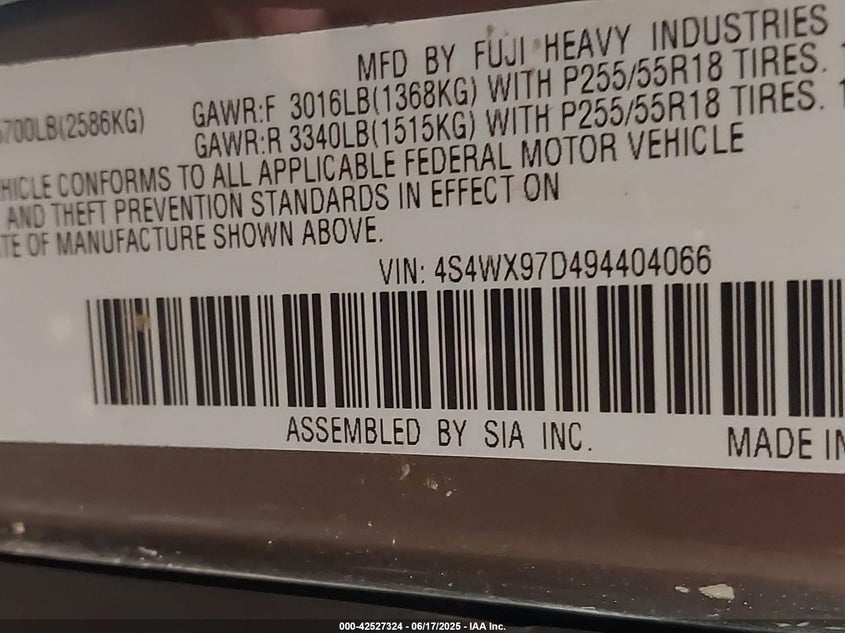 MFD BY FUJI HEAVY INDUSTRIES
5700LB(2586KG) GAWR:F 3016LB(1368KG) WITH P255/55R18 TIRES.
GAWR:R 3340LB(1515KG) WITH P255/55R18 TIRES.
CONFORMS TO ALL APPLICABLE FEDERAL MOTOR VEHICLE
AND THEFT PREVENTION STANDARDS IN EFFECT ON
OF MANUFACTURE SHOWN ABOVE.
VIN: 4S4WX97D494404066
ASSEMBLED BY SIA INC.
MADE IN
000-42527324 - 06/17/2025 - IAA Inc.